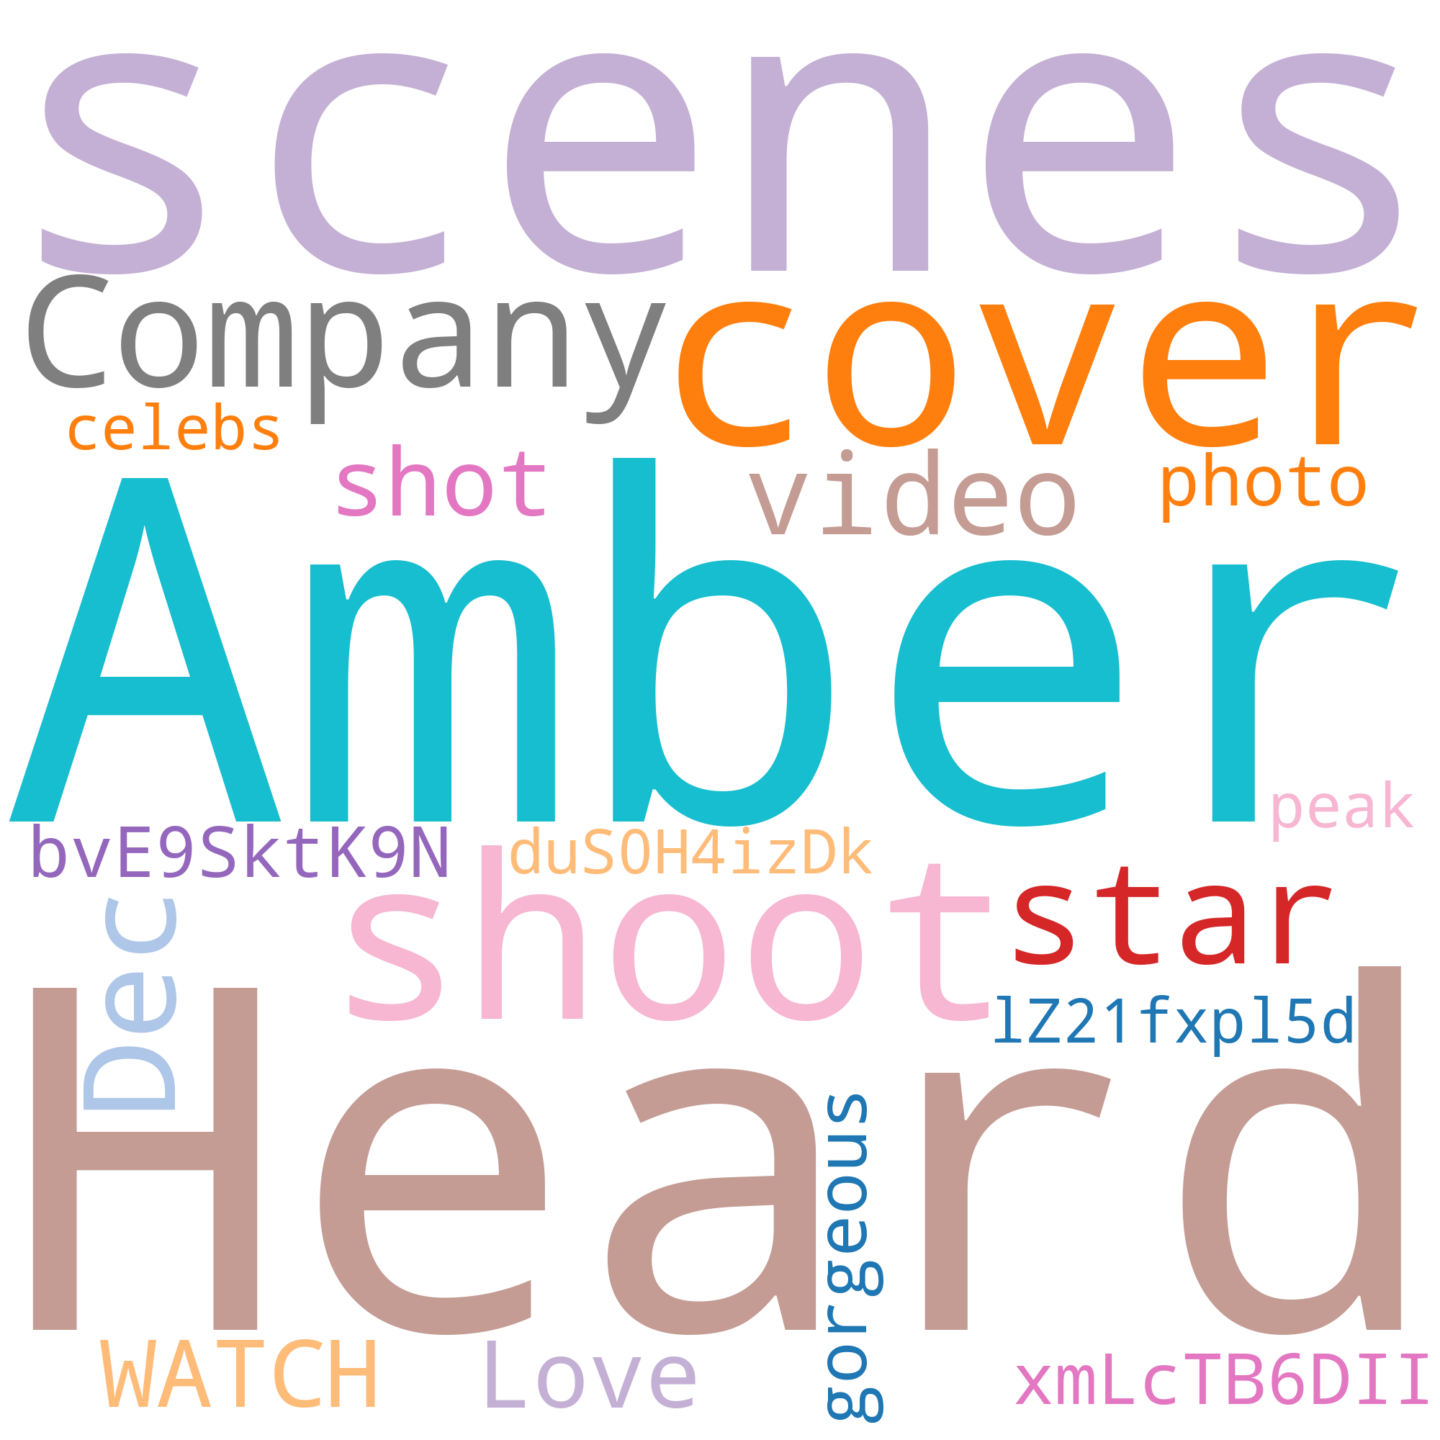 scenes
Company cover
celebs
shot video photo
Amber
peak
bvE9SktK9N duSOH4izDk
Dec shoot star
lZ21fxpl5d
Heard
gorgeous
WATCH Love xmLcTB6DII